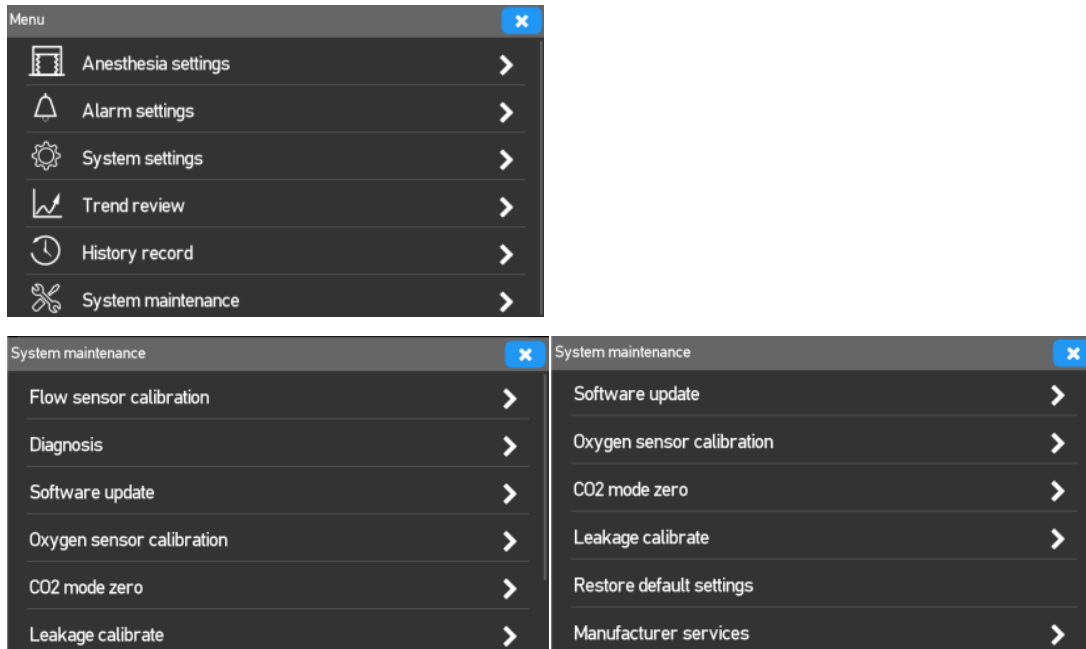 Menu
Anesthesia settings
Alarm settings
System settings
Trend review
History record
System maintenance
System maintenance
Flow sensor calibration
Diagnosis
Software update
Oxygen sensor calibration
CO2 mode zero
Leakage calibrate
System maintenance
Software update
Oxygen sensor calibration
CO2 mode zero
Leakage calibrate
Restore default settings
Manufacturer services